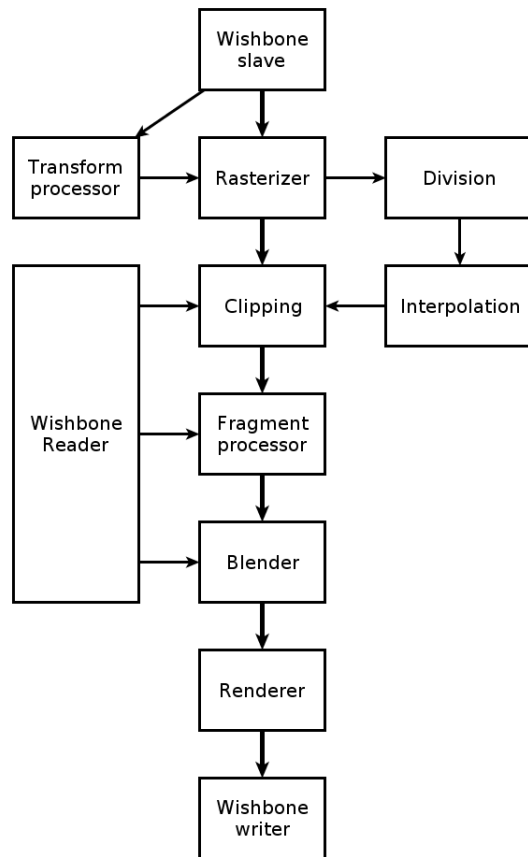 Wishbone
slave
Transform
processor
Rasterizer
Division
Clipping
Interpolation
Wishbone
Reader
Fragment
processor
Blender
Renderer
Wishbone
writer